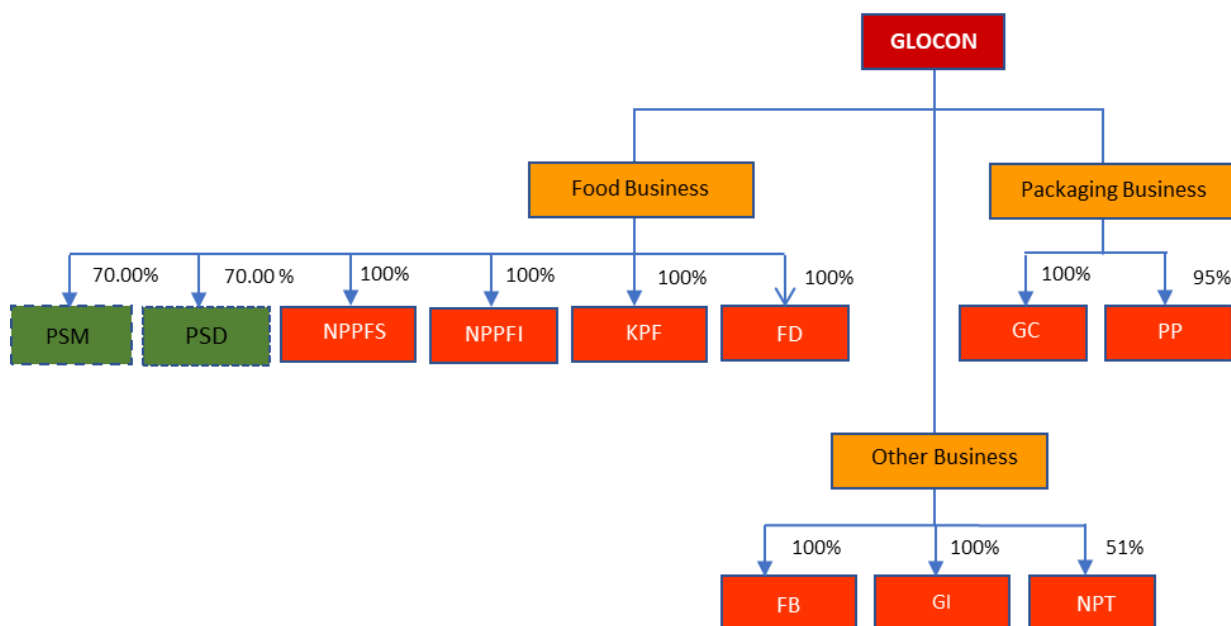 GLOCON
Food Business
Packaging Business
70.00%
70.00 %
100%
100%
100%
100%
100%
95%
PSM
PSD
NPPFS
NPPFI
KPF
FD
GC
PP
Other Business
100%
100%
51%
FB
GI
NPT